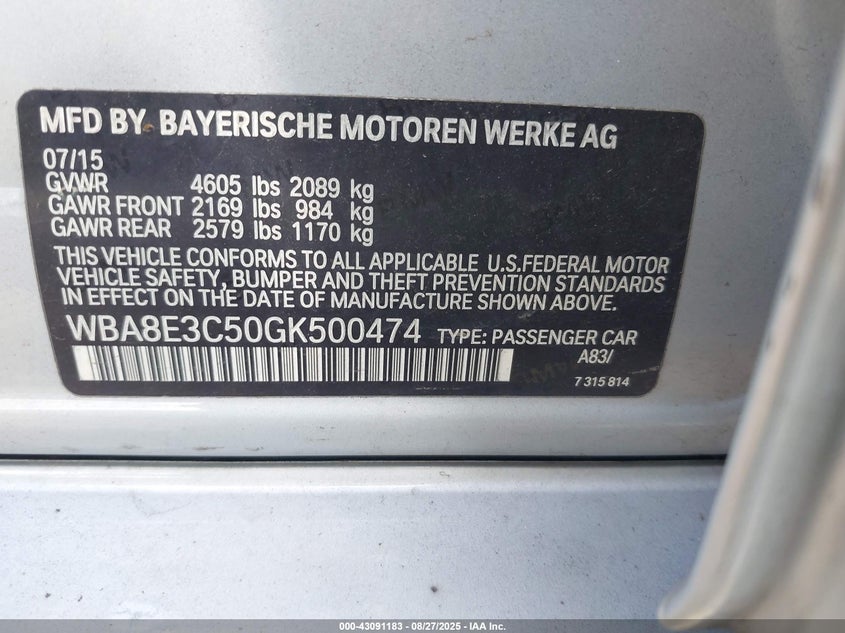 MFD BY. BAYERISCHE MOTOREN WERKE AG
07/15
GVWR 4605 lbs 2089 kg
GAWR FRONT 2169 lbs 984 kg
GAWR REAR 2579 lbs 1170 kg
THIS VEHICLE CONFORMS TO ALL APPLICABLE U.S.FEDERAL MOTOR
VEHICLE SAFETY, BUMPER AND THEFT PREVENTION STANDARDS
IN EFFECT ON THE DATE OF MANUFACTURE SHOWN ABOVE.
WBA8E3C50GK500474 TYPE: PASSENGER CAR
A83/
7 315 814
000-43091183 - 08/27/2025 - IAA Inc.